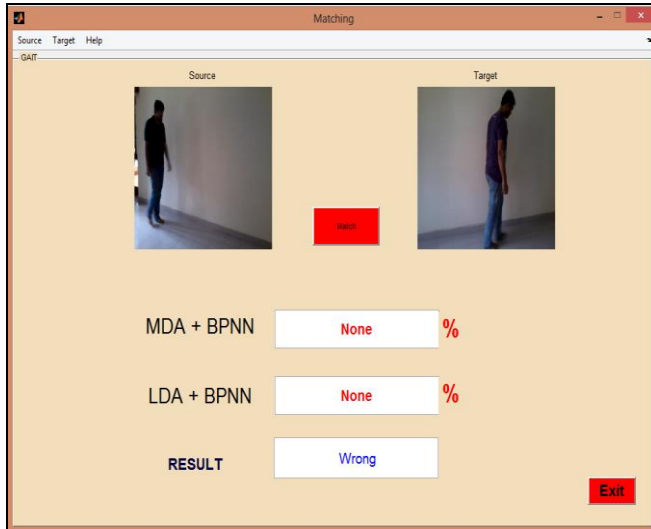 Matching
Source Target Help
GAIT
Source Target
Match
MDA + BPNN None %
LDA + BPNN None %
RESULT Wrong
Exit